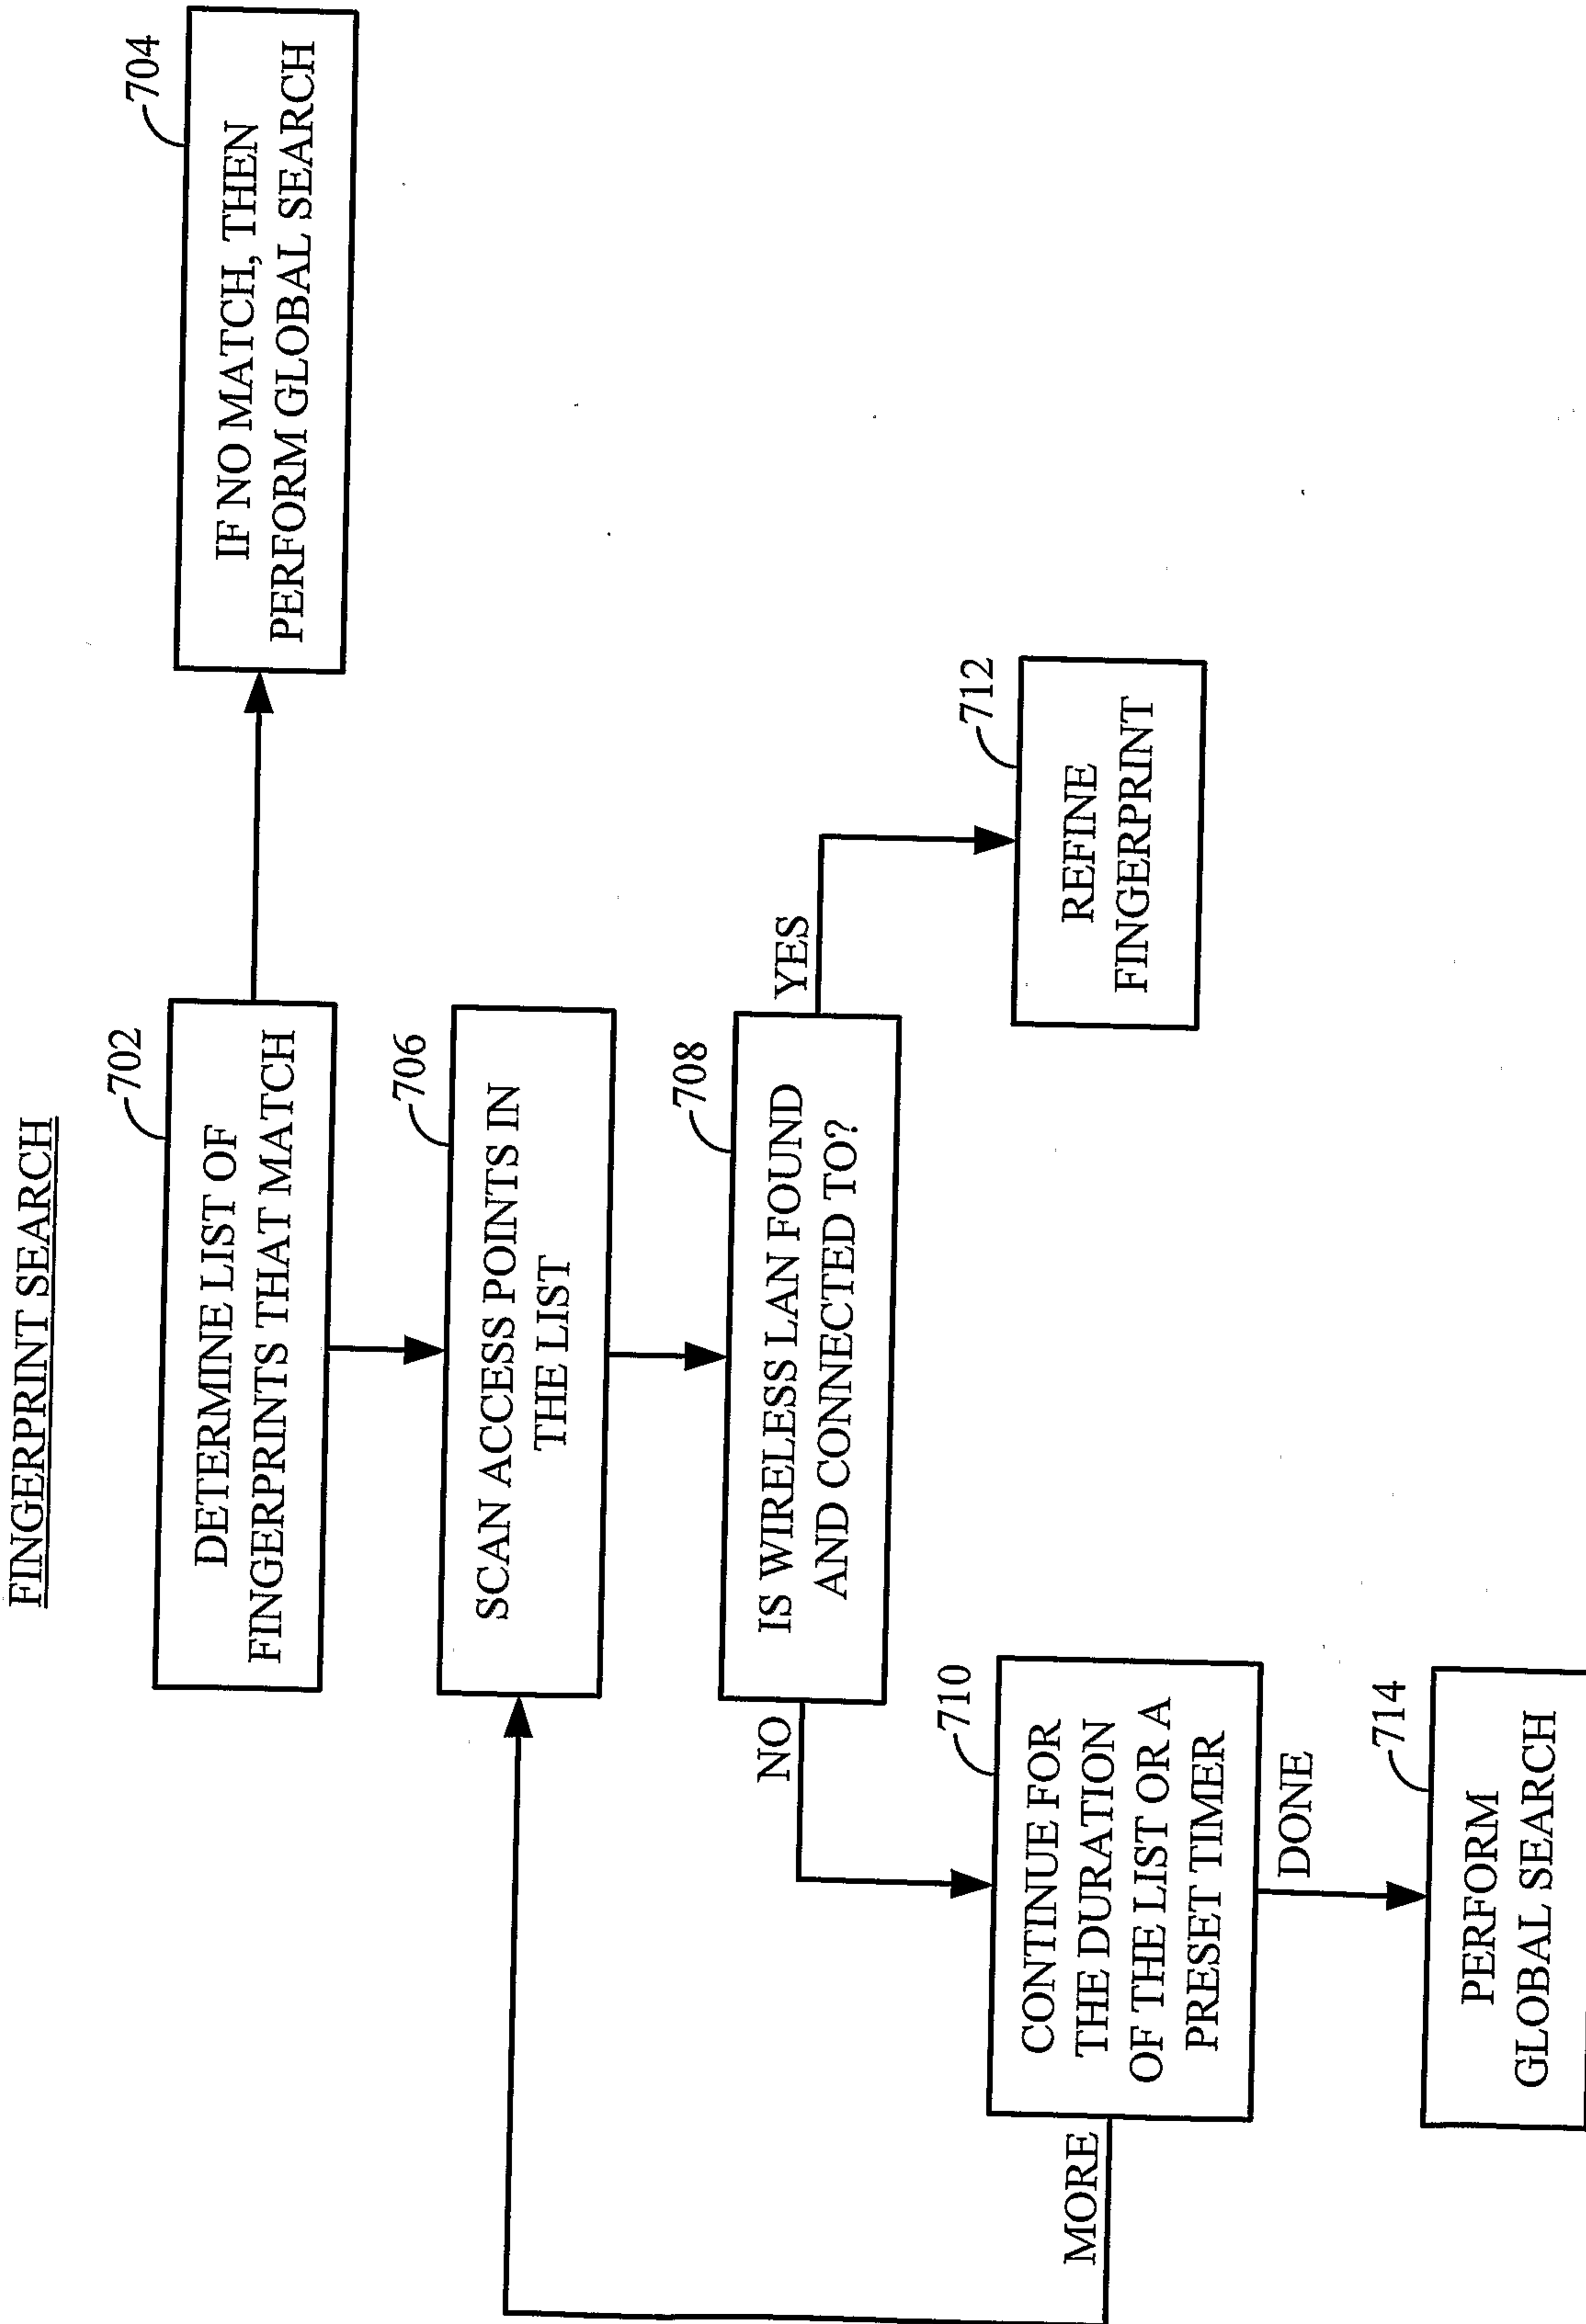 FINGERPRINT SEARCH
702
DETERMINE LIST OF
FINGERPRINTS THAT MATCH
704
IF NO MATCH, THEN
PERFORM GLOBAL SEARCH
706
SCAN ACCESS POINTS IN
THE LIST
708
IS WIRELESS LAN FOUND
AND CONNECTED TO?
NO
YES
710
CONTINUE FOR
THE DURATION
OF THE LIST OR A
PRESET TIMER
712
REFINE
FINGERPRINT
MORE
DONE
714
PERFORM
GLOBAL SEARCH